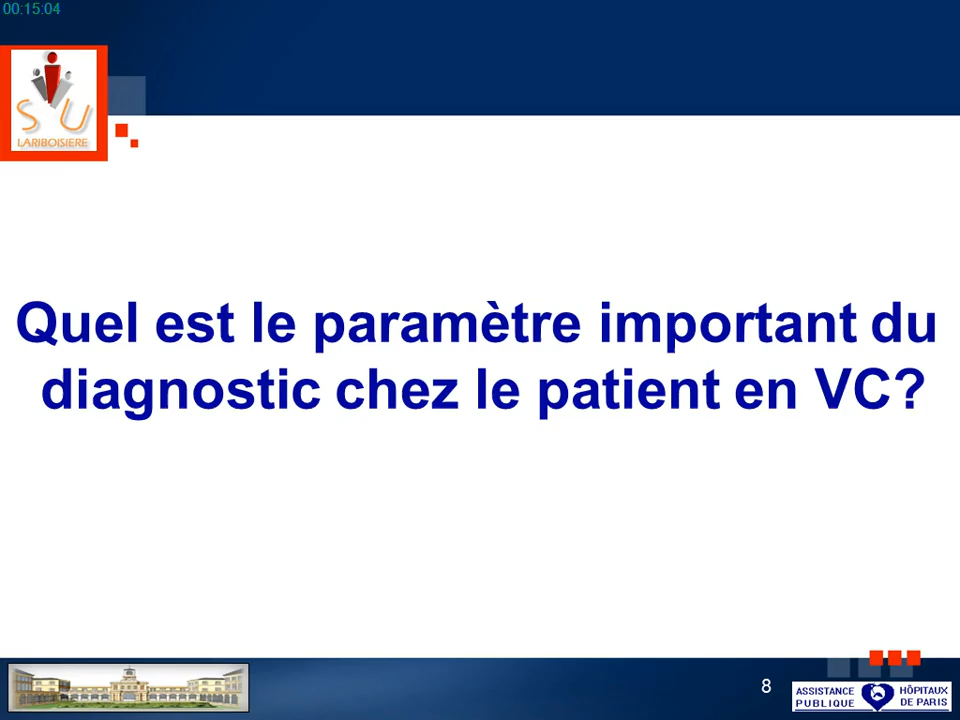 00:15:04
S U
LARIBOISIERE
Quel est le paramètre important du
diagnostic chez le patient en VC?
8
ASSISTANCE HÔPITAUX
PUBLIQUE DE PARIS